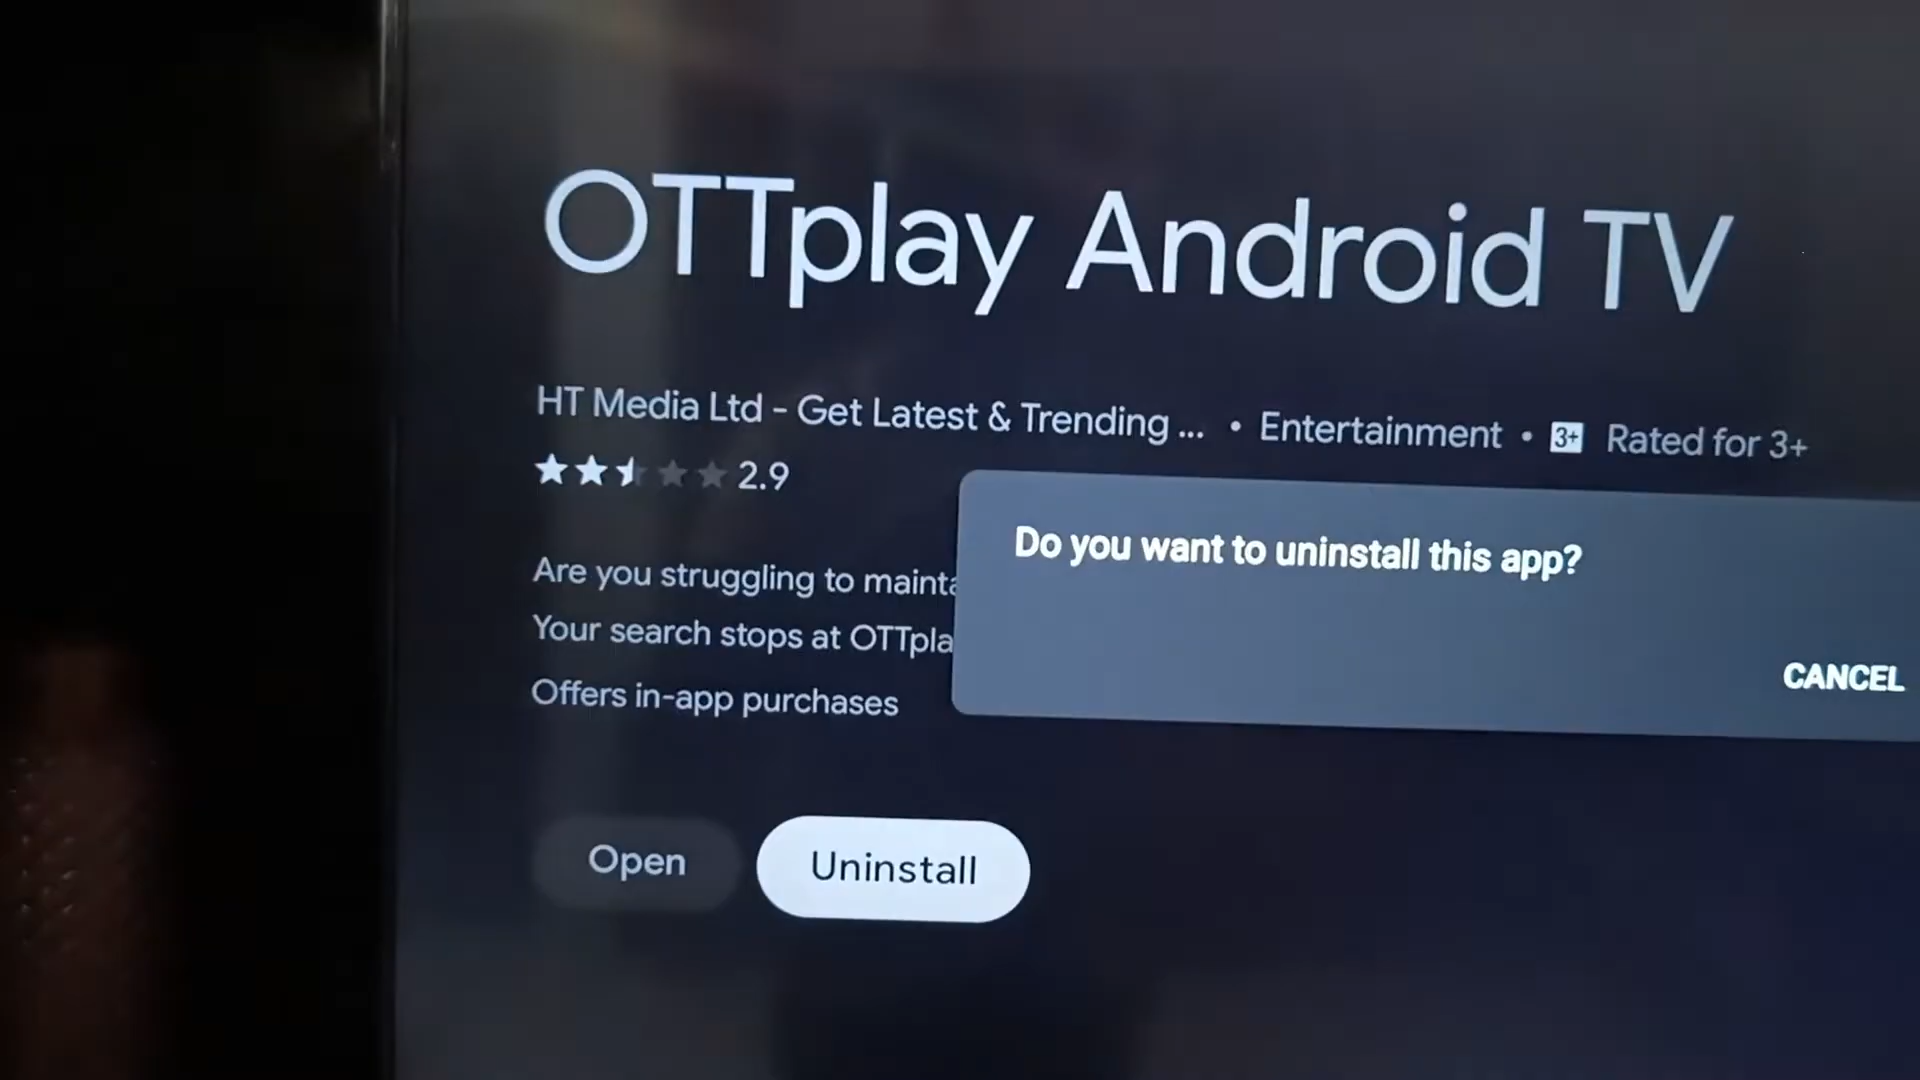 OTTplay Android TV
HT Media Ltd - Get Latest & Trending ... • Entertainment • 3+ Rated for 3+
2.9
Do you want to uninstall this app?
Are you struggling to
Your search stops at
CANCEL
Offers in-app purchases
Open
Uninstall